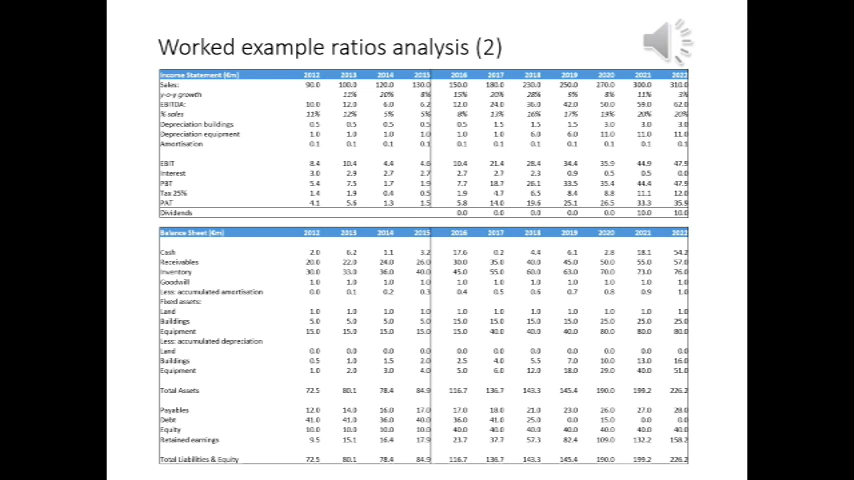 Worked example ratios analysis (2)
Income Statement (€m) 2012 2013 2014 2015 2016 2017 2018 2019 2020 2021 2022
Sales: 90.0 100.0 120.0 130.0 150.0 180.0 230.0 250.0 270.0 300.0 310.0
y-o-y growth 11% 20% 8% 15% 20% 28% 9% 8% 11% 3%
EBITDA: 10.0 12.0 6.0 6.2 12.0 24.0 36.0 42.0 50.0 59.0 62.0
% sales 11% 12% 5% 5% 8% 13% 16% 17% 19% 20% 20%
Depreciation buildings 0.5 0.5 0.5 0.5 0.5 1.5 1.5 1.5 3.0 3.0 3.0
Depreciation equipment 1.0 1.0 1.0 1.0 1.0 1.0 6.0 6.0 11.0 11.0 11.0
Amortisation 0.1 0.1 0.1 0.1 0.1 0.1 0.1 0.1 0.1 0.1 0.1
EBIT 8.4 10.4 4.4 4.6 10.4 21.4 28.4 34.4 35.9 44.9 47.9
Interest 3.0 2.9 2.7 2.7 2.7 2.7 2.3 0.9 0.5 0.5 0.0
PBT 5.4 7.5 1.7 1.9 7.7 18.7 26.1 33.5 35.4 44.4 47.9
Tax 25% 1.4 1.9 0.4 0.5 1.9 4.7 6.5 8.4 8.8 11.1 12.0
PAT 4.1 5.6 1.3 1.5 5.8 14.0 19.6 25.1 26.5 33.3 35.9
Dividends 0.0 0.0 0.0 0.0 0.0 10.0 10.0
Balance Sheet (€m) 2012 2013 2014 2015 2016 2017 2018 2019 2020 2021 2022
Cash 2.0 6.2 1.1 3.2 17.6 0.2 4.4 6.1 2.8 18.1 54.2
Receivables 20.0 22.0 24.0 26.0 30.0 35.0 40.0 45.0 50.0 55.0 57.0
Inventory 30.0 33.0 36.0 40.0 45.0 55.0 60.0 63.0 70.0 73.0 76.0
Goodwill 1.0 1.0 1.0 1.0 1.0 1.0 1.0 1.0 1.0 1.0 1.0
Less: accumulated amortisation 0.0 0.1 0.2 0.3 0.4 0.5 0.6 0.7 0.8 0.9 1.0
Fixed assets:
Land 1.0 1.0 1.0 1.0 1.0 1.0 1.0 1.0 1.0 1.0 1.0
Buildings 5.0 5.0 5.0 5.0 15.0 15.0 15.0 15.0 25.0 25.0 25.0
Equipment 15.0 15.0 15.0 15.0 15.0 40.0 40.0 40.0 80.0 80.0 80.0
Less: accumulated depreciation
Land 0.0 0.0 0.0 0.0 0.0 0.0 0.0 0.0 0.0 0.0 0.0
Buildings 0.5 1.0 1.5 2.0 2.5 4.0 5.5 7.0 10.0 13.0 16.0
Equipment 1.0 2.0 3.0 4.0 5.0 6.0 12.0 18.0 29.0 40.0 51.0
Total Assets 72.5 80.1 78.4 84.9 116.7 136.7 143.3 145.4 190.0 199.2 226.2
Payables 12.0 14.0 16.0 17.0 17.0 18.0 21.0 23.0 26.0 27.0 28.0
Debt 41.0 41.0 36.0 40.0 36.0 41.0 25.0 0.0 15.0 0.0 0.0
Equity 10.0 10.0 10.0 10.0 40.0 40.0 40.0 40.0 40.0 40.0 40.0
Retained earnings 9.5 15.1 16.4 17.9 23.7 37.7 57.3 82.4 109.0 132.2 158.2
Total Liabilities & Equity 72.5 80.1 78.4 84.9 116.7 136.7 143.3 145.4 190.0 199.2 226.2